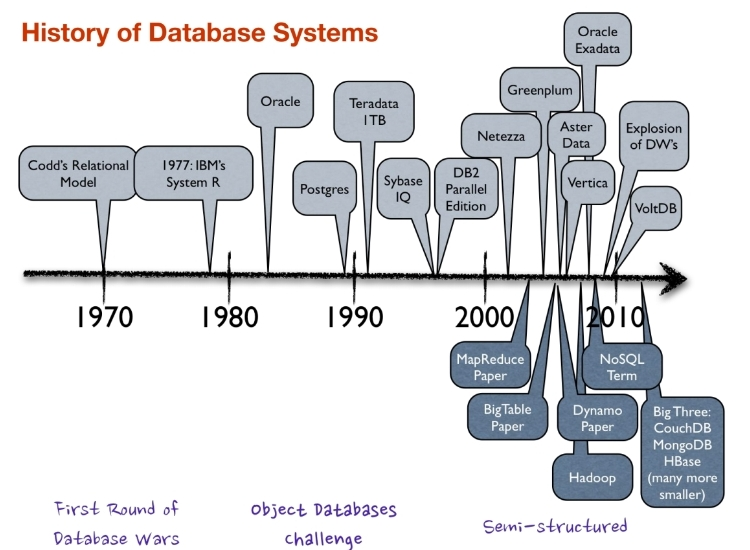 History of Database Systems
Oracle
Exadata
Greenplum
Oracle
Teradata
1TB
Netezza
Aster
Data
Explosion
of DW's
Codd's Relational
Model
1977: IBM's
System R
Postgres
Sybase
IQ
DB2
Parallel
Edition
Vertica
VoltDB
1970
1980
1990
2000
2010
MapReduce
Paper
NoSQL
Term
BigTable
Paper
Dynamo
Paper
Big Three:
CouchDB
MongoDB
HBase
(many more
smaller)
Hadoop
First Round of
Database Wars
Object Databases
Challenge
Semi-structured